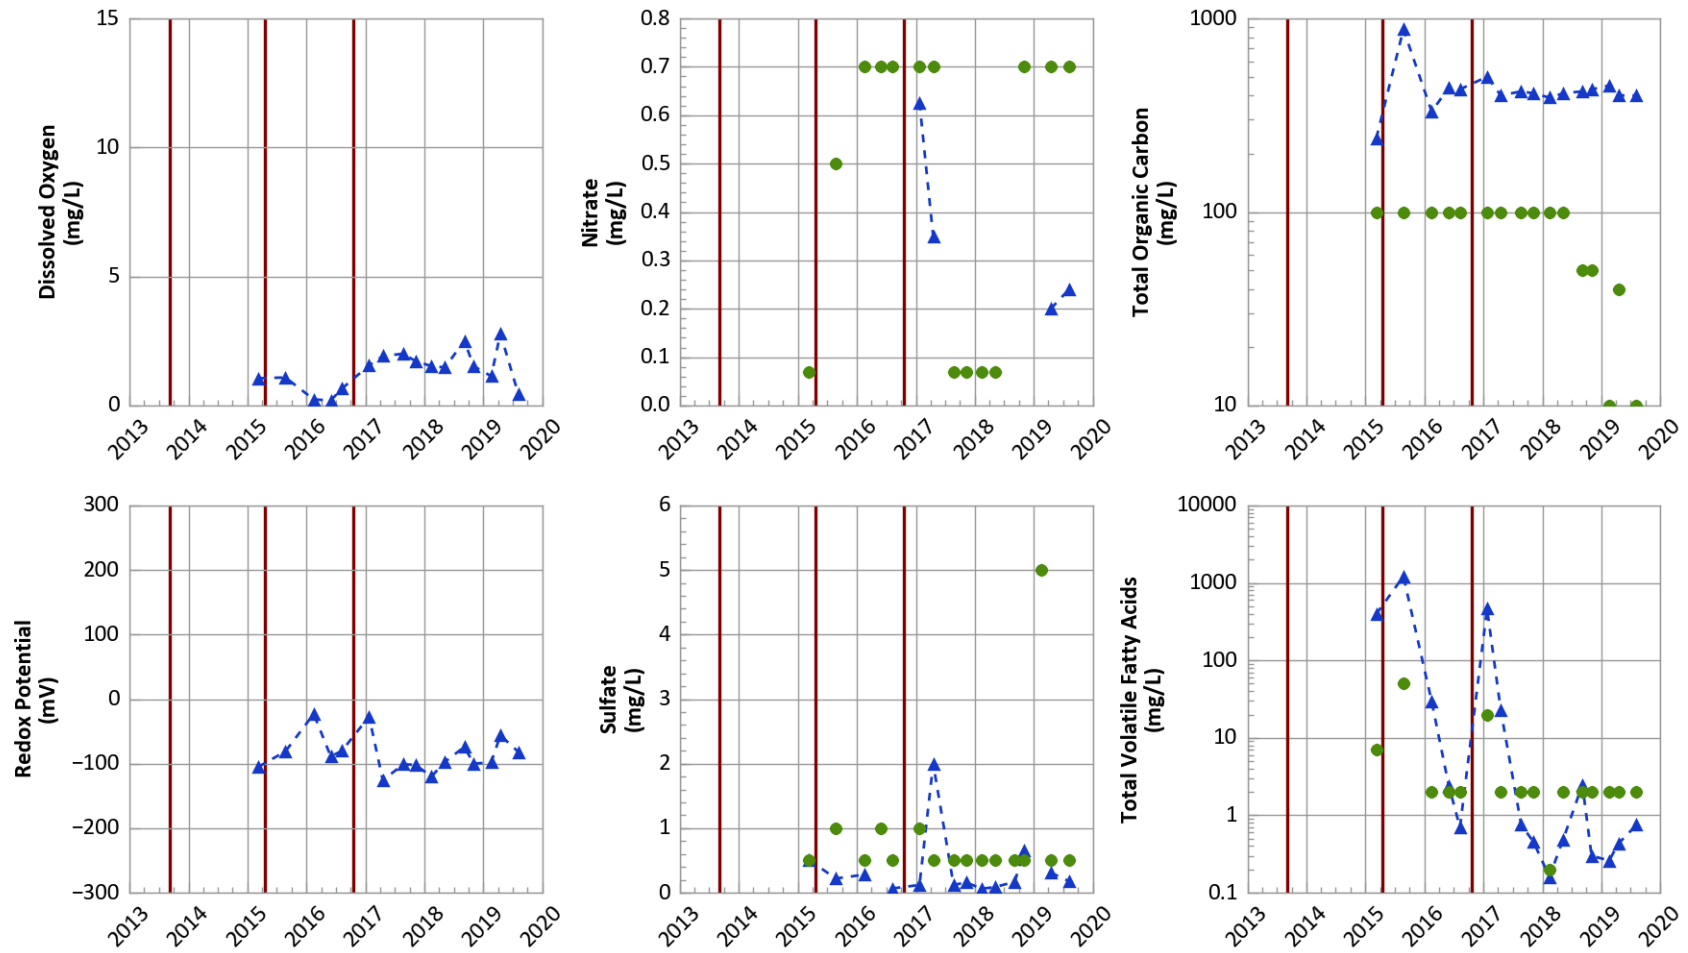 Dissolved Oxygen
(mg/L)
15
10
5
0
2013 2014 2015 2016 2017 2018 2019 2020
Nitrate
(mg/L)
0.8
0.7
0.6
0.5
0.4
0.3
0.2
0.1
0.0
2013 2014 2015 2016 2017 2018 2019 2020
Total Organic Carbon
(mg/L)
1000
100
10
2013 2014 2015 2016 2017 2018 2019 2020
Redox Potential
(mV)
300
200
100
0
−100
−200
−300
2013 2014 2015 2016 2017 2018 2019 2020
Sulfate
(mg/L)
6
5
4
3
2
1
0
2013 2014 2015 2016 2017 2018 2019 2020
Total Volatile Fatty Acids
(mg/L)
10000
1000
100
10
1
0.1
2013 2014 2015 2016 2017 2018 2019 2020